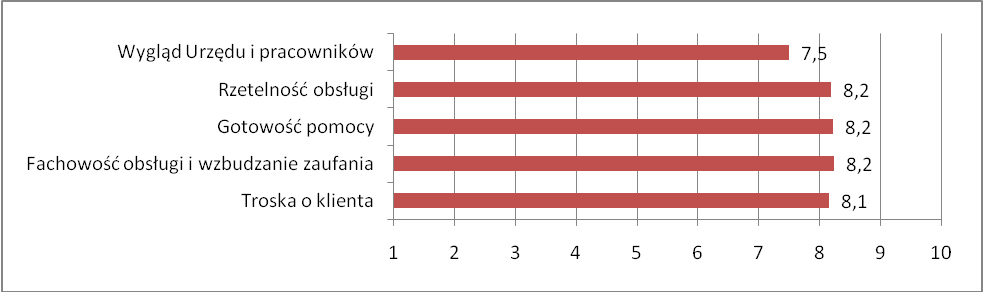 Wygląd Urzędu i pracowników 7,5
Rzetelność obsługi 8,2
Gotowość pomocy 8,2
Fachowość obsługi i wzbudzanie zaufania 8,2
Troska o klienta 8,1
1 2 3 4 5 6 7 8 9 10